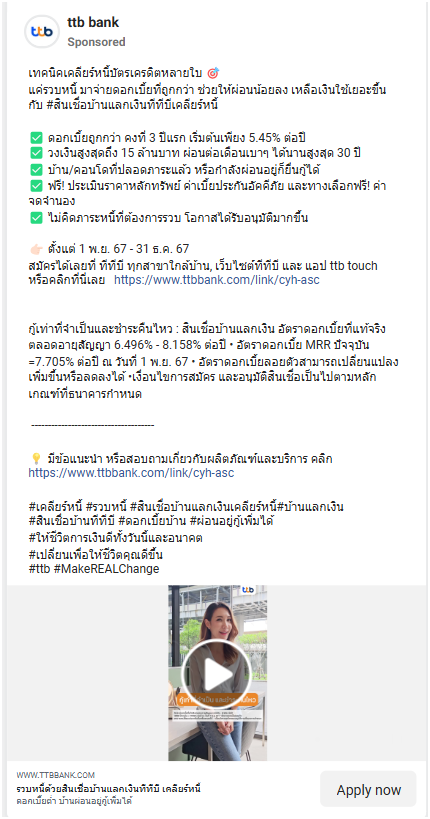 ttb bank
Sponsored
เทคนิคเคลียร์หนี้บัตรเครดิตหลายใบ 🎯
แค่รวบหนี้ มาจ่ายดอกเบี้ยที่ถูกกว่า ช่วยให้ผ่อนน้อยลง เหลือเงินใช้เยอะขึ้น
กับ #สินเชื่อบ้านแลกเงินทีทีบีเคลียร์หนี้
✅ ดอกเบี้ยถูกกว่า คงที่ 3 ปีแรก เริ่มต้นเพียง 5.45% ต่อปี
✅ วงเงินสูงสุดถึง 15 ล้านบาท ผ่อนต่อเดือนเบาๆ ได้นานสูงสุด 30 ปี
✅ บ้าน/คอนโดที่ปลอดภาระแล้ว หรือกำลังผ่อนอยู่ก็ยื่นกู้ได้
✅ ฟรี! ประเมินราคาหลักทรัพย์ ค่าเบี้ยประกันอัคคีภัย และทางเลือกฟรี! ค่า
จดจำนอง
✅ ไม่คิดภาระหนี้ที่ต้องการรวบ โอกาสได้รับอนุมัติมากขึ้น
👉🏻 ตั้งแต่ 1 พ.ย. 67 - 31 ธ.ค. 67
สมัครได้เลยที่ ทีทีบี ทุกสาขาใกล้บ้าน, เว็บไซต์ทีทีบี และ แอป ttb touch
หรือคลิกที่นี่เลย https://www.ttbbank.com/link/cyh-asc
กู้เท่าที่จำเป็นและชำระคืนไหว : สินเชื่อบ้านแลกเงิน อัตราดอกเบี้ยที่แท้จริง
ตลอดอายุสัญญา 6.496% - 8.158% ต่อปี • อัตราดอกเบี้ย MRR ปัจจุบัน
=7.705% ต่อปี ณ วันที่ 1 พ.ย. 67 • อัตราดอกเบี้ยลอยตัวสามารถเปลี่ยนแปลง
เพิ่มขึ้นหรือลดลงได้ •เงื่อนไขการสมัคร และอนุมัติสินเชื่อเป็นไปตามหลัก
เกณฑ์ที่ธนาคารกำหนด
-------------------------------------
💡 มีข้อแนะนำ หรือสอบถามเกี่ยวกับผลิตภัณฑ์และบริการ คลิก
https://www.ttbbank.com/link/cyh-asc
#เคลียร์หนี้ #รวบหนี้ #สินเชื่อบ้านแลกเงินเคลียร์หนี้#บ้านแลกเงิน
#สินเชื่อบ้านทีทีบี #ดอกเบี้ยบ้าน #ผ่อนอยู่กู้เพิ่มได้
#ให้ชีวิตการเงินดีทั้งวันนี้และอนาคต
#เปลี่ยนเพื่อให้ชีวิตคุณดีขึ้น
#ttb #MakeREALChange
ttb
WWW.TTBBANK.COM
รวบหนี้ด้วยสินเชื่อบ้านแลกเงินทีทีบี เคลียร์หนี้
ดอกเบี้ยต่ำ บ้านผ่อนอยู่กู้เพิ่มได้
Apply now